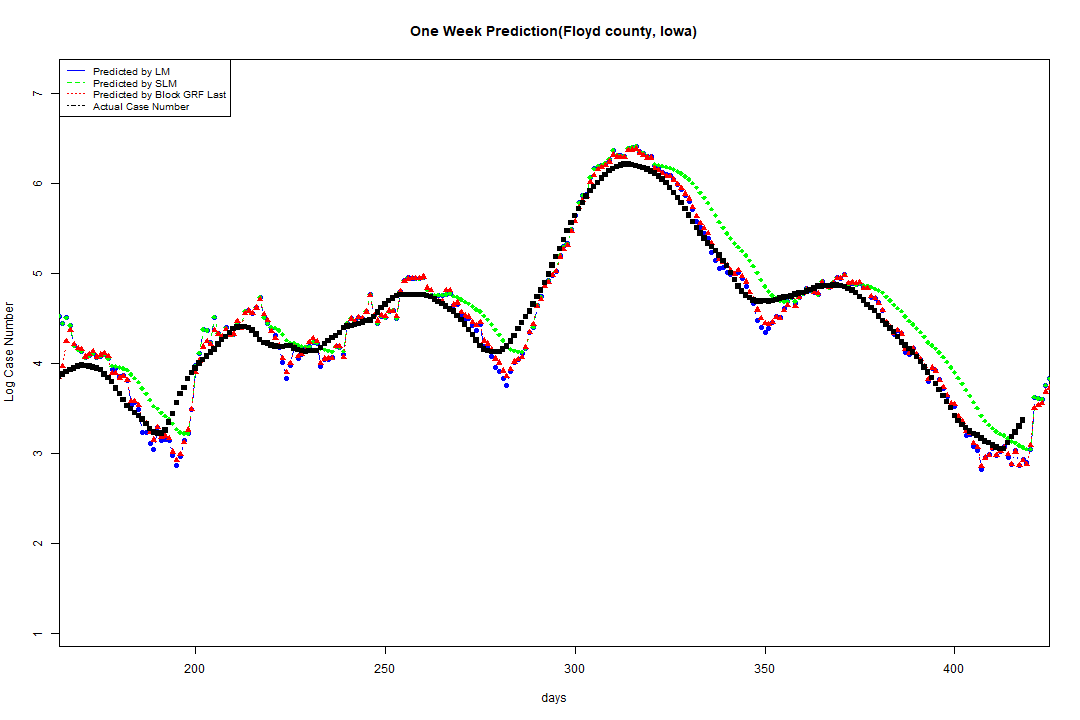 One Week Prediction(Floyd county, Iowa)
Predicted by LM
Predicted by SLM
Predicted by Block GRF Last
Actual Case Number
7
6
5
4
3
2
1
Log Case Number
200 250 300 350 400
days